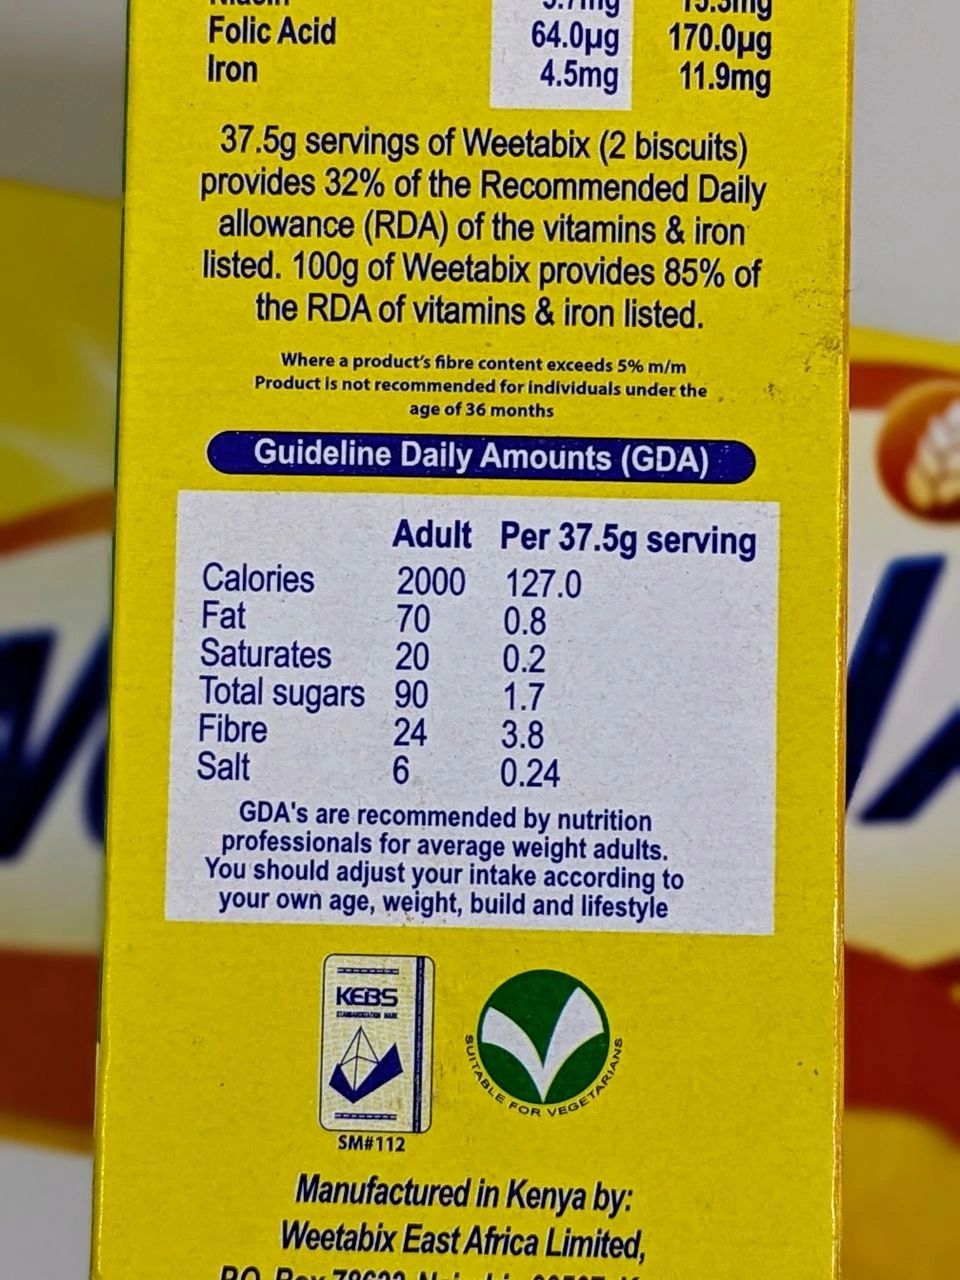 Niacin 5.7mg 15.3mg
Folic Acid 64.0µg 170.0µg
Iron 4.5mg 11.9mg
37.5g servings of Weetabix (2 biscuits)
provides 32% of the Recommended Daily
allowance (RDA) of the vitamins & iron
listed. 100g of Weetabix provides 85% of
the RDA of vitamins & iron listed.
Where a product's fibre content exceeds 5% m/m
Product is not recommended for individuals under the
age of 36 months
Guideline Daily Amounts (GDA)
Adult Per 37.5g serving
Calories 2000 127.0
Fat 70 0.8
Saturates 20 0.2
Total sugars 90 1.7
Fibre 24 3.8
Salt 6 0.24
GDA's are recommended by nutrition
professionals for average weight adults.
You should adjust your intake according to
your own age, weight, build and lifestyle
KEBS
STANDARDIZATION MARK
SM#112
SUITABLE FOR VEGETARIANS
Manufactured in Kenya by:
Weetabix East Africa Limited,